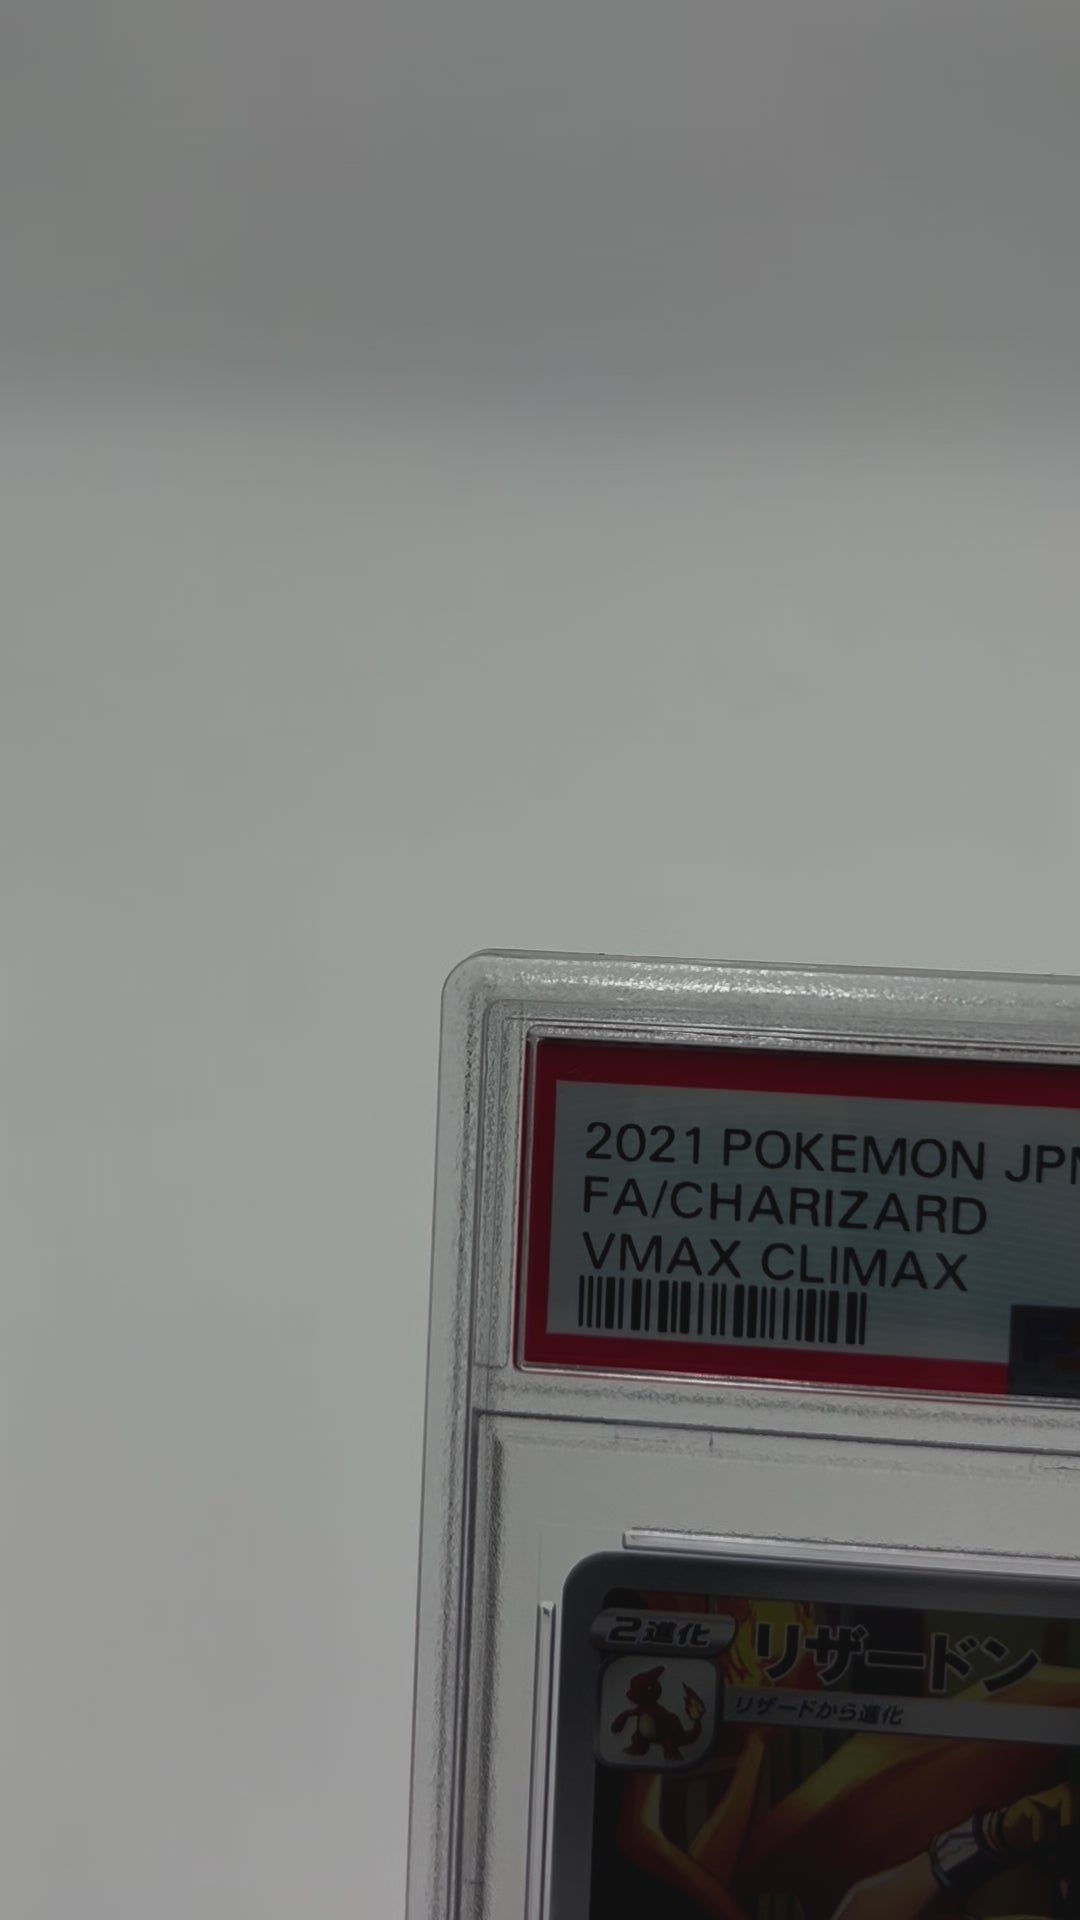 2021 POKEMON JPN
FA/CHARIZARD
VMAX CLIMAX
2進化
リザードン
リザードから進化